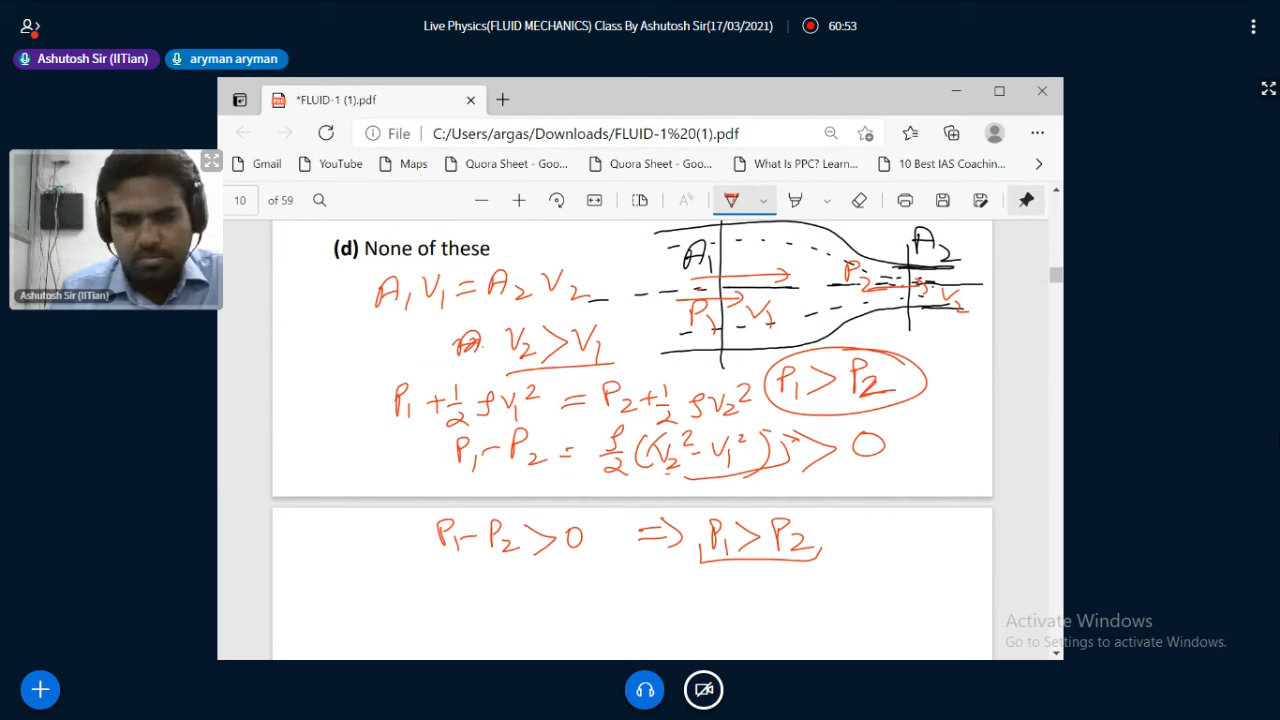 Live Physics(FLUID MECHANICS) Class By Ashutosh Sir(17/03/2021)
60:53
Ashutosh Sir (IITian)
aryman aryman
*FLUID-1 (1).pdf
File
C:/Users/argas/Downloads/FLUID-1%20(1).pdf
Gmail
YouTube
Maps
Quora Sheet - Goo...
Quora Sheet - Goo...
What Is PPC? Learn...
10 Best IAS Coachin...
10 of 59
Ashutosh Sir (IITian)
(d) None of these
A₁ V₁ = A₂ V₂
A₁
A₂
P₁
V₁
P₂
V₂
V₂ > V₁
P₁ + 1/2 ρv₁² = P₂ + 1/2 ρv₂²
P₁ > P₂
P₁ - P₂ = ρ/2 (v₂² - v₁²) > 0
P₁ - P₂ > 0 => P₁ > P₂
Activate Windows
Go to Settings to activate Windows.